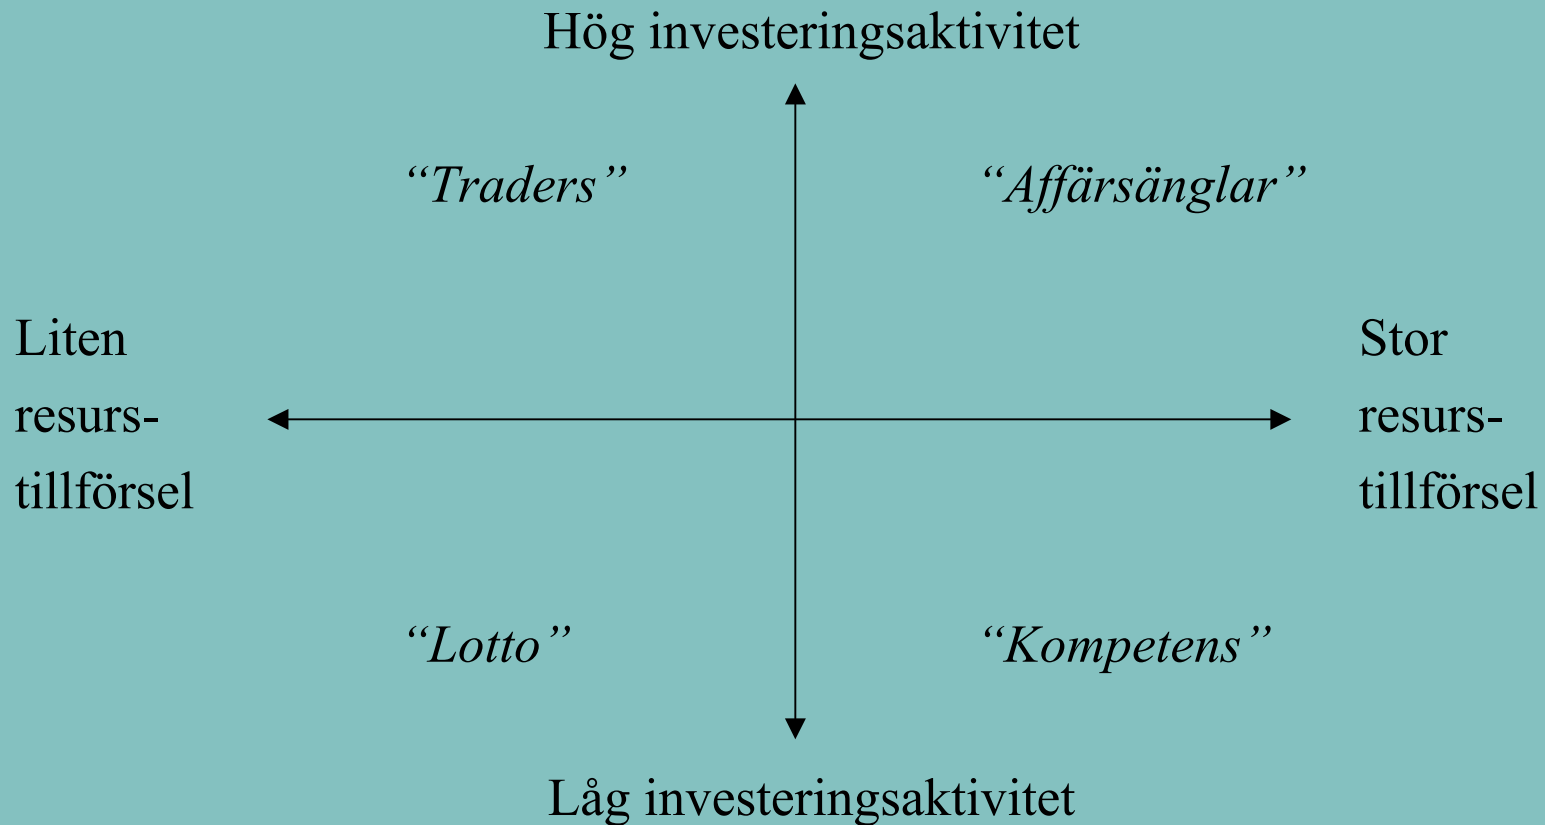 Hög investeringsaktivitet
“Traders”
“Affärsänglar”
Liten
resurs-
tillförsel
Stor
resurs-
tillförsel
“Lotto”
“Kompetens”
Låg investeringsaktivitet